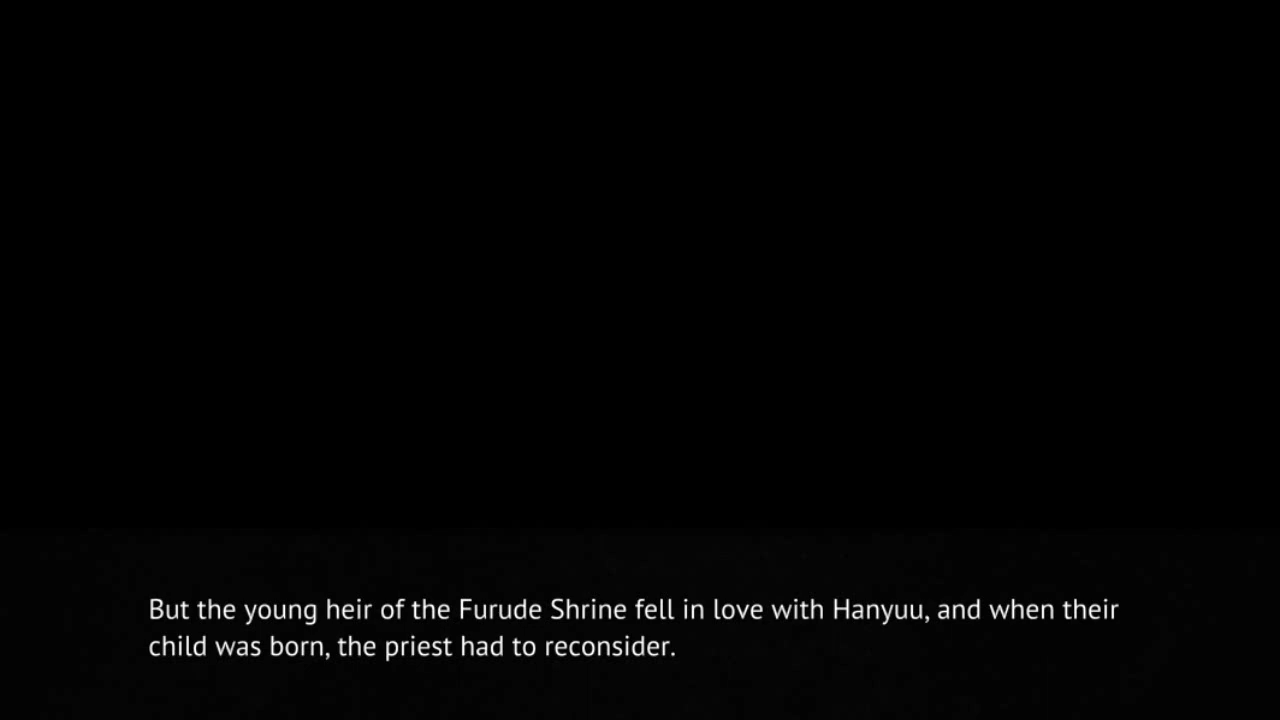 But the young heir of the Furude Shrine fell in love with Hanyuu, and when their
child was born, the priest had to reconsider.